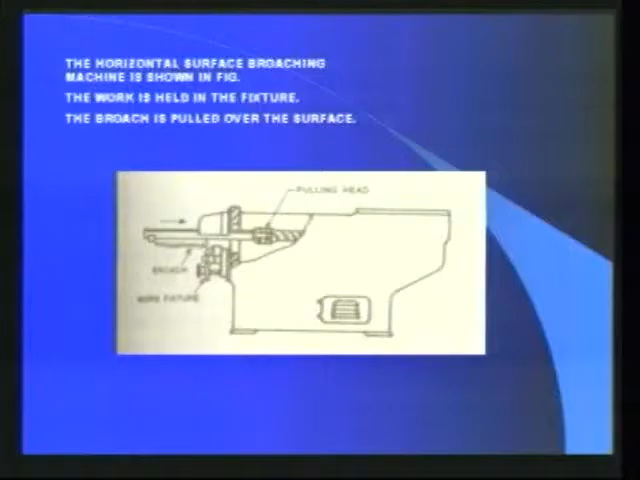 THE HORIZONTAL SURFACE BROACHING
MACHINE IS SHOWN IN FIG.
THE WORK IS HELD IN THE FIXTURE.
THE BROACH IS PULLED OVER THE SURFACE.
PULLING HEAD
BROACH
WORK FIXTURE